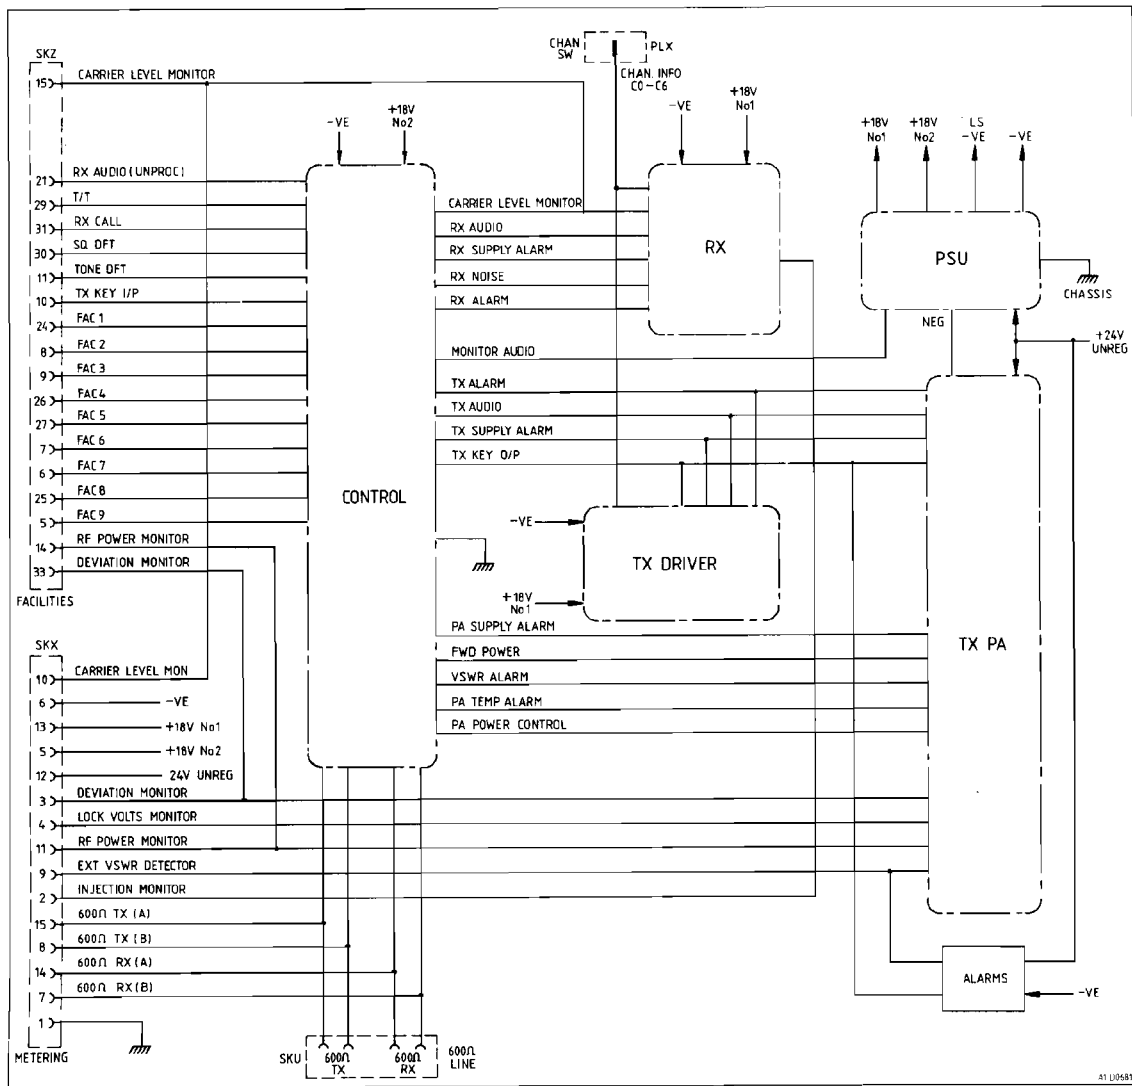 SKZ
15 CARRIER LEVEL MONITOR
21 RX AUDIO (UNPROC)
29 T/T
31 RX CALL
30 SQ DFT
11 TONE DFT
10 TX KEY I/P
24 FAC 1
8 FAC 2
9 FAC 3
26 FAC 4
27 FAC 5
7 FAC 6
6 FAC 7
25 FAC 8
5 FAC 9
14 RF POWER MONITOR
33 DEVIATION MONITOR
FACILITIES
SKX
10 CARRIER LEVEL MON
6 -VE
13 +18V No1
5 +18V No2
12 24V UNREG
3 DEVIATION MONITOR
4 LOCK VOLTS MONITOR
11 RF POWER MONITOR
9 EXT VSWR DETECTOR
2 INJECTION MONITOR
15 600Ω TX (A)
8 600Ω TX (B)
14 600Ω RX (A)
7 600Ω RX (B)
1
METERING
-VE
+18V
No2
CONTROL
CHAN
SW
PLX
CHAN. INFO
C0-C6
-VE
+18V
No1
RX
CARRIER LEVEL MONITOR
RX AUDIO
RX SUPPLY ALARM
RX NOISE
RX ALARM
MONITOR AUDIO
TX ALARM
TX AUDIO
TX SUPPLY ALARM
TX KEY O/P
-VE
TX DRIVER
+18V
No1
PA SUPPLY ALARM
FWD POWER
VSWR ALARM
PA TEMP ALARM
PA POWER CONTROL
+18V
No1
+18V
No2
LS
-VE
-VE
PSU
CHASSIS
NEG
+24V
UNREG
TX PA
ALARMS
-VE
SKU
600Ω
TX
600Ω
RX
600Ω
LINE
A1 D0681